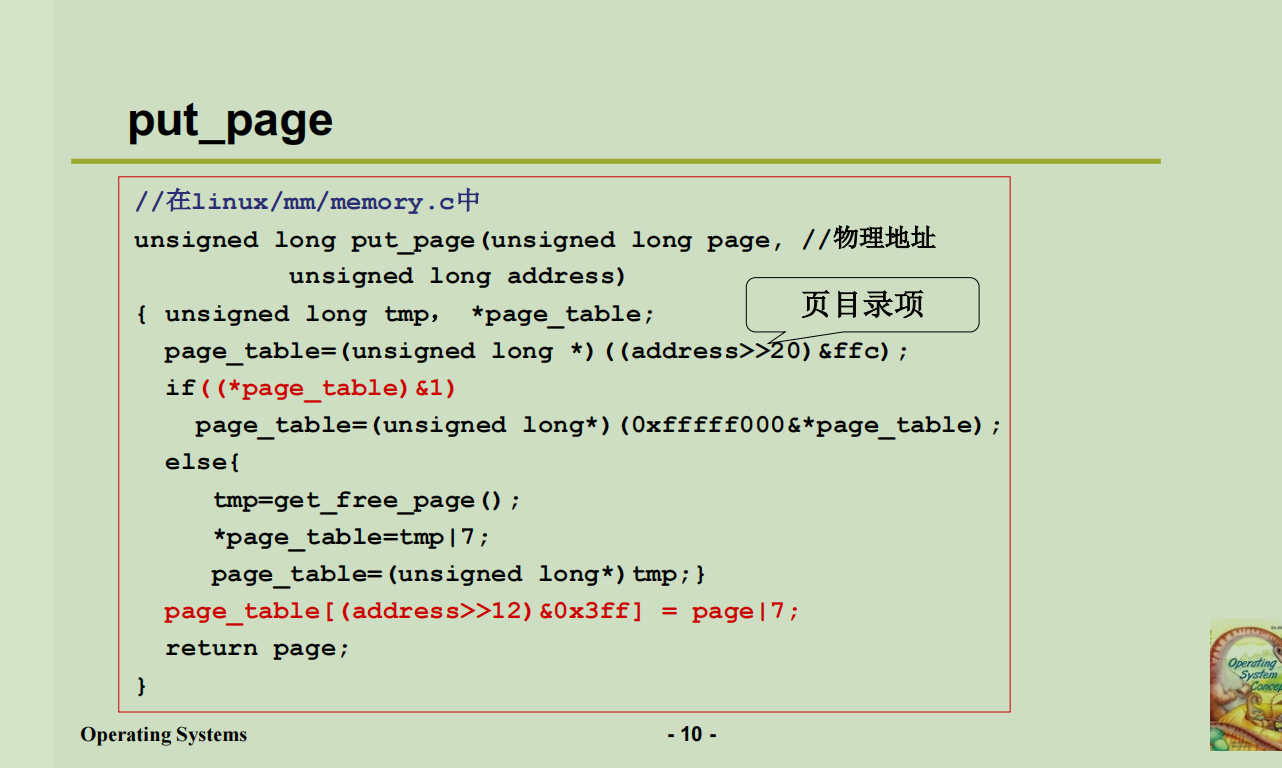 put_page
//在linux/mm/memory.c中
unsigned long put_page(unsigned long page, //物理地址
unsigned long address)
{ unsigned long tmp， *page_table;
页目录项
page_table=(unsigned long *)((address>>20)&ffc);
if((*page_table)&1)
page_table=(unsigned long*)(0xfffff000&*page_table);
else{
tmp=get_free_page();
*page_table=tmp|7;
page_table=(unsigned long*)tmp;}
page_table[(address>>12)&0x3ff] = page|7;
return page;
}
Operating
System
Operating Systems
- 10 -